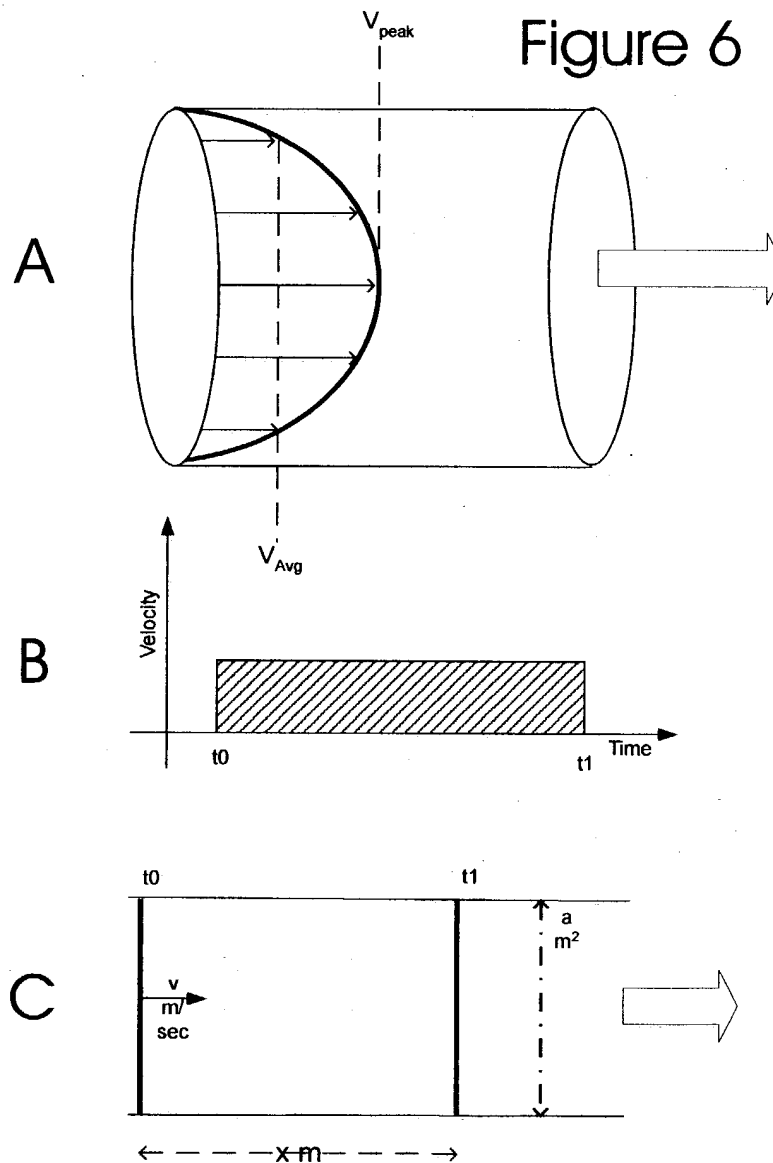 Figure 6
V_peak
A
V_Avg
Velocity
B
t0
t1
Time
t0
t1
a
m²
v
m/
sec
C
x m